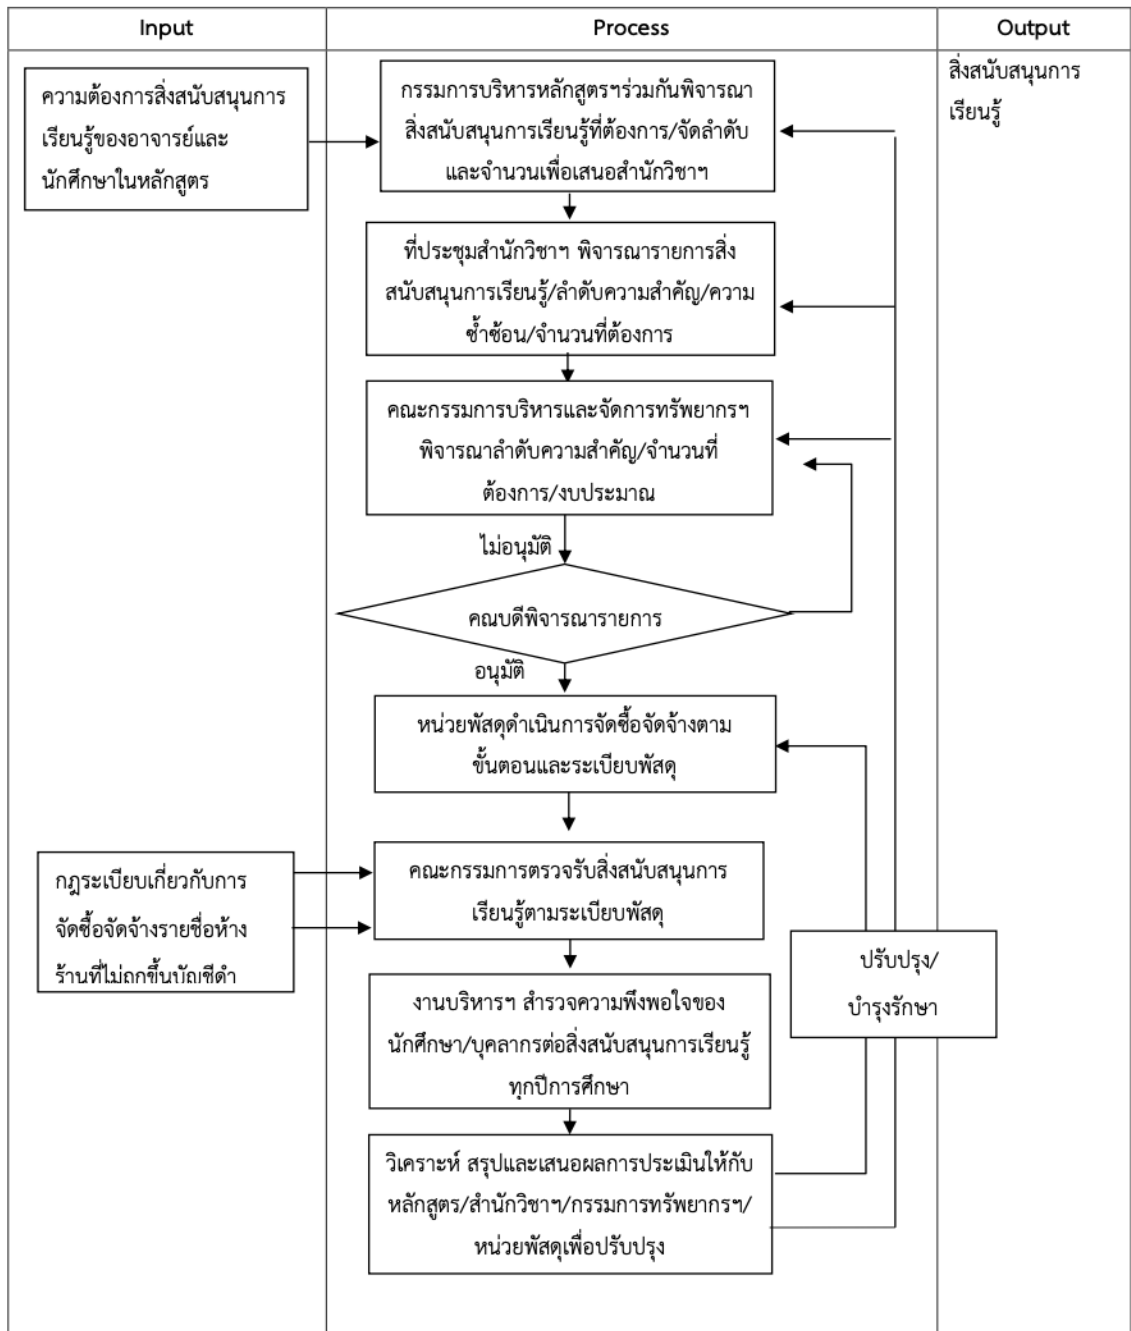 Input
Process
Output
ความต้องการสิ่งสนับสนุนการ
เรียนรู้ของอาจารย์และ
นักศึกษาในหลักสูตร
กรรมการบริหารหลักสูตรฯร่วมกันพิจารณา
สิ่งสนับสนุนการเรียนรู้ที่ต้องการ/จัดลำดับ
และจำนวนเพื่อเสนอสำนักวิชาฯ
สิ่งสนับสนุนการ
เรียนรู้
ที่ประชุมสำนักวิชาฯ พิจารณารายการสิ่ง
สนับสนุนการเรียนรู้/ลำดับความสำคัญ/ความ
ซ้ำซ้อน/จำนวนที่ต้องการ
คณะกรรมการบริหารและจัดการทรัพยากรฯ
พิจารณาลำดับความสำคัญ/จำนวนที่
ต้องการ/งบประมาณ
ไม่อนุมัติ
คณบดีพิจารณารายการ
อนุมัติ
หน่วยพัสดุดำเนินการจัดซื้อจัดจ้างตาม
ขั้นตอนและระเบียบพัสดุ
กฎระเบียบเกี่ยวกับการ
จัดซื้อจัดจ้างรายชื่อห้าง
ร้านที่ไม่ถูกขึ้นบัญชีดำ
คณะกรรมการตรวจรับสิ่งสนับสนุนการ
เรียนรู้ตามระเบียบพัสดุ
ปรับปรุง/
บำรุงรักษา
งานบริหารฯ สำรวจความพึงพอใจของ
นักศึกษา/บุคลากรต่อสิ่งสนับสนุนการเรียนรู้
ทุกปีการศึกษา
วิเคราะห์ สรุปและเสนอผลการประเมินให้กับ
หลักสูตร/สำนักวิชาฯ/กรรมการทรัพยากรฯ/
หน่วยพัสดุเพื่อปรับปรุง